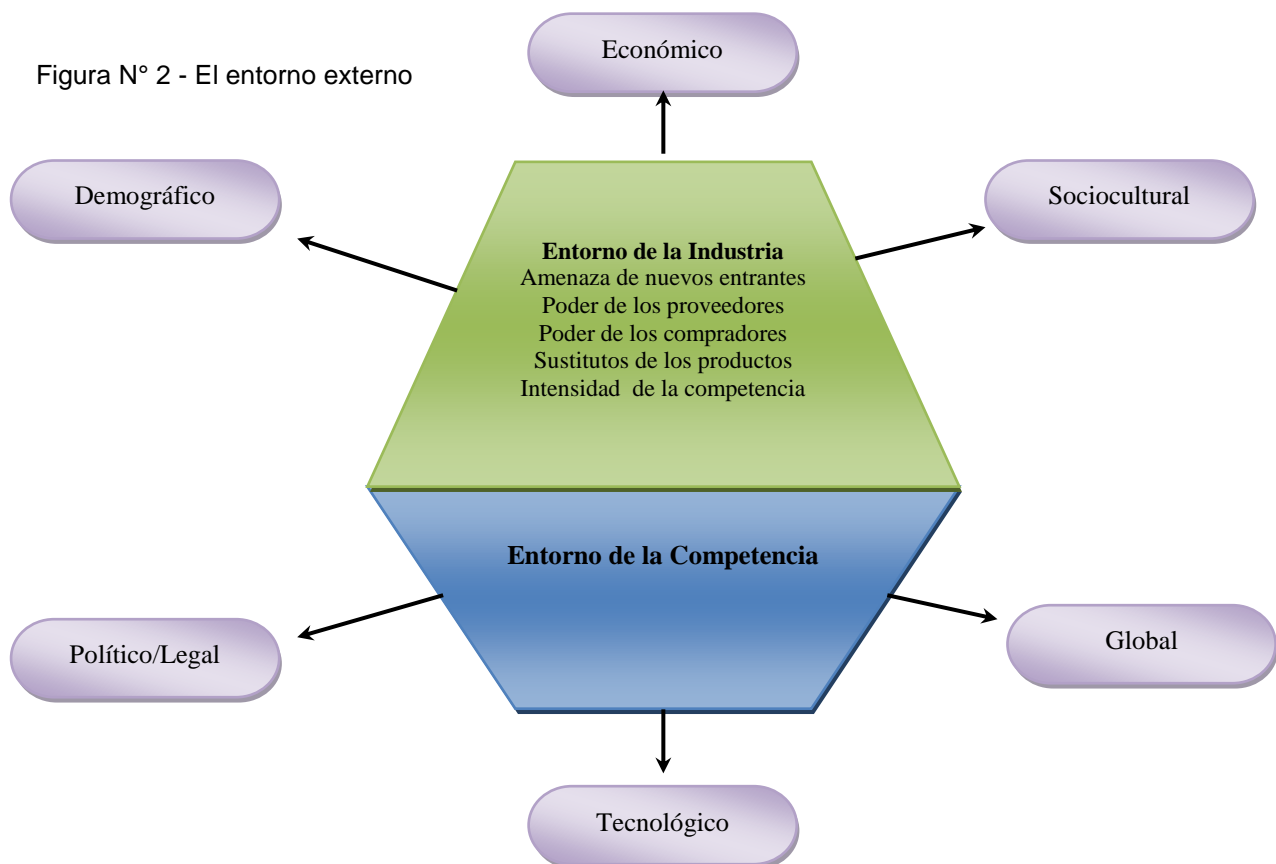 Económico
Figura N° 2 - El entorno externo
Demográfico
Sociocultural
Entorno de la Industria
Amenaza de nuevos entrantes
Poder de los proveedores
Poder de los compradores
Sustitutos de los productos
Intensidad de la competencia
Entorno de la Competencia
Político/Legal
Global
Tecnológico